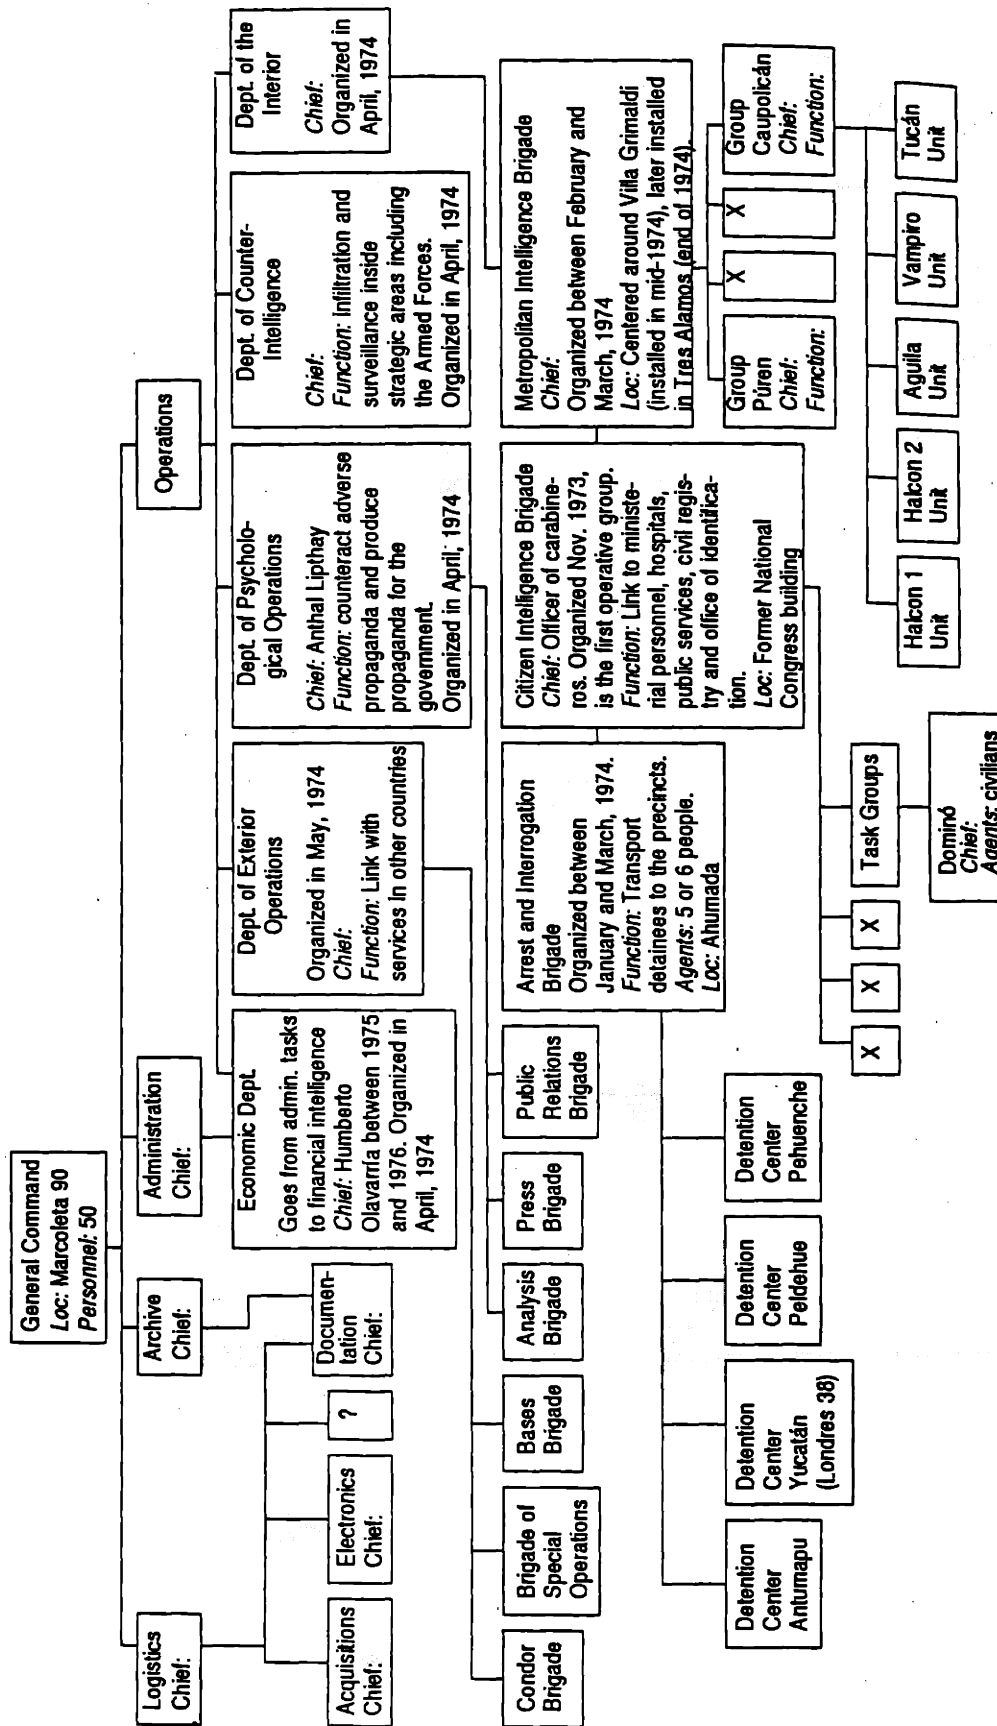 General Command
Loc: Marcoleta 90
Personnel: 50
Logistics
Chief:
Archive
Chief:
Administration
Chief:
Operations
Acquisitions
Chief:
Electronics
Chief:
?
Documen-
tation
Chief:
Economic Dept.
Goes from admin. tasks
to financial intelligence
Chief: Humberto
Olavarría between 1975
and 1976. Organized in
April, 1974
Dept. of Exterior
Operations
Organized in May, 1974
Chief:
Function: Link with
services in other countries
Dept. of Psycholo-
gical Operations
Chief: Anthal Lipthay
Function: counteract adverse
propaganda and produce
propaganda for the
government.
Organized in April, 1974
Dept. of Counter-
Intelligence
Chief:
Function: Infiltration and
surveillance inside
strategic areas including
the Armed Forces.
Organized in April, 1974
Dept. of the
Interior
Chief:
Organized in
April, 1974
Condor
Brigade
Brigade of
Special
Operations
Bases
Brigade
Analysis
Brigade
Press
Brigade
Public
Relations
Brigade
Arrest and Interrogation
Brigade
Organized between
January and March, 1974.
Function: Transport
detainees to the precincts.
Agents: 5 or 6 people.
Loc: Ahumada
Citizen Intelligence Brigade
Chief: Officer of carabine-
ros. Organized Nov. 1973,
is the first operative group.
Function: Link to ministe-
rial personnel, hospitals,
public services, civil regis-
try and office of identifica-
tion.
Loc: Former National
Congress building
Metropolitan Intelligence Brigade
Chief:
Organized between February and
March, 1974
Loc: Centered around Villa Grimaldi
(installed in mid-1974), later installed
in Tres Alamos (end of 1974).
Detention
Center
Antumapu
Detention
Center
Yucatán
(Londres 38)
Detention
Center
Peldehue
Detention
Center
Pehuenche
X
X
X
Task Groups
Dominó
Chief:
Agents: civilians
Group
Púren
Chief:
Function:
X
X
Group
Caupolicán
Chief:
Function:
Halcon 1
Unit
Halcon 2
Unit
Aguila
Unit
Vampiro
Unit
Tucán
Unit